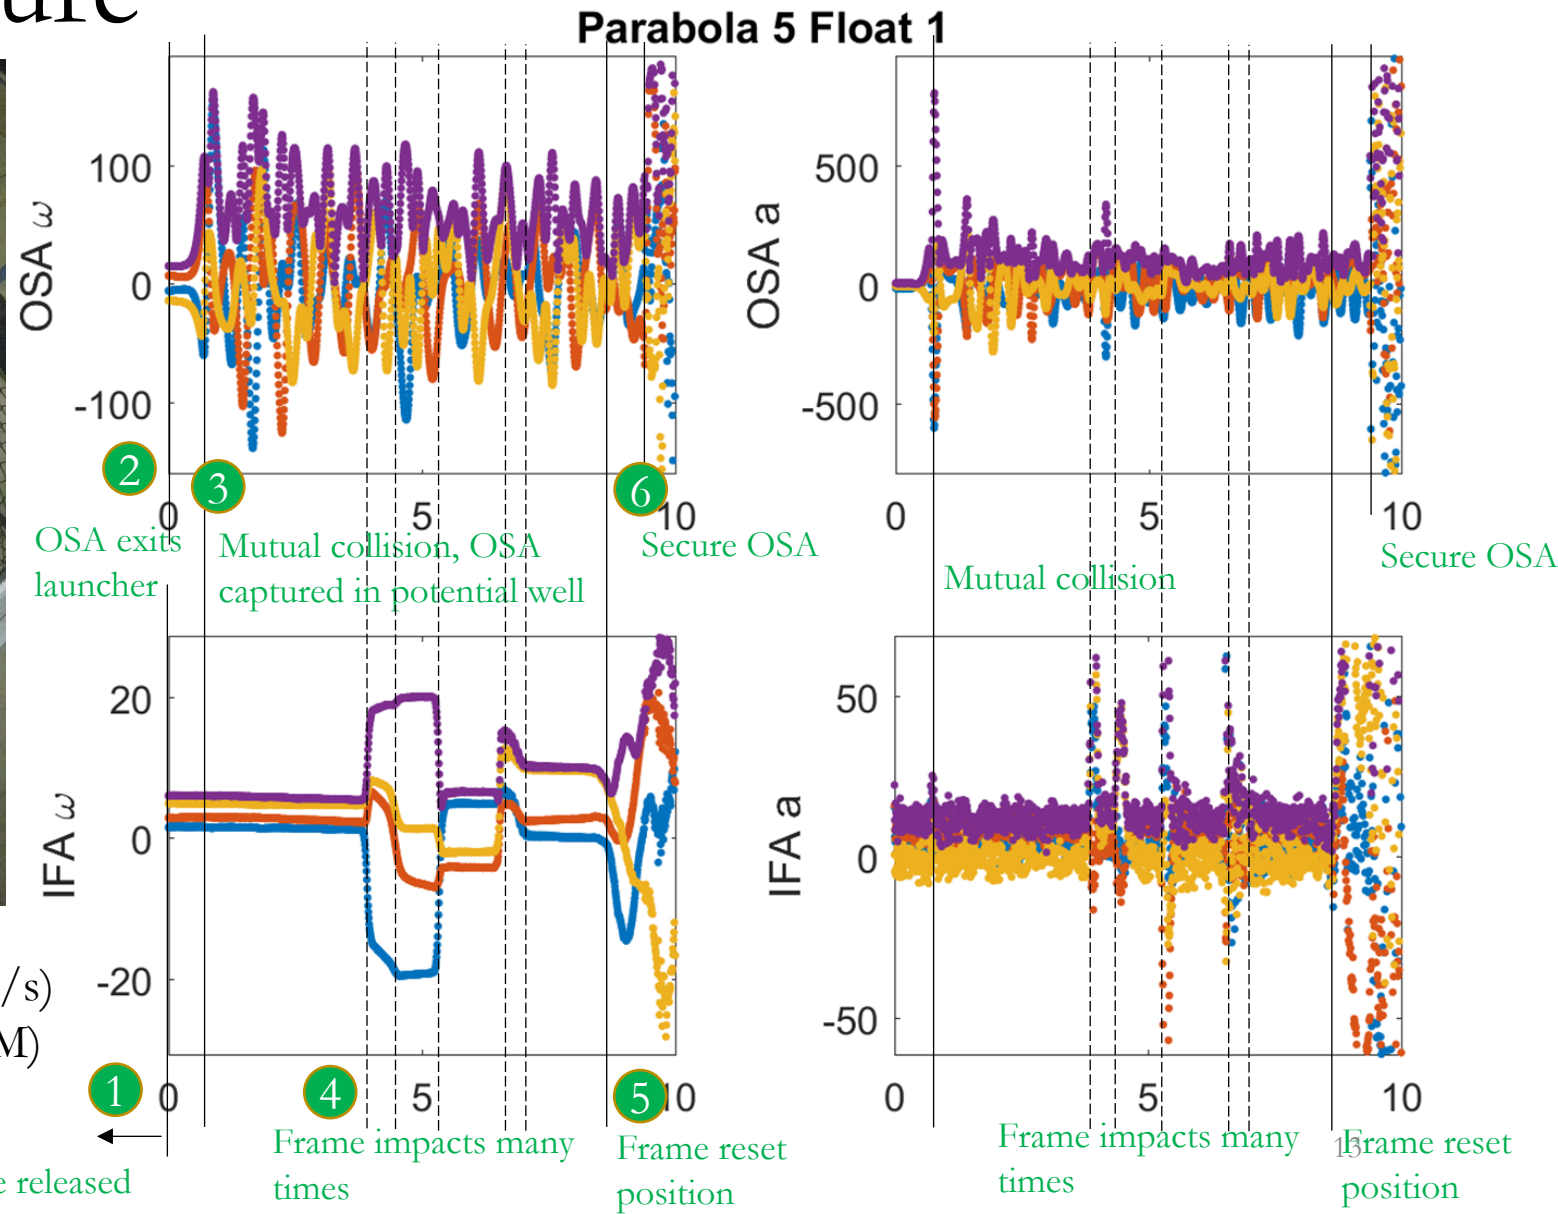 Parabola 5 Float 1
OSA ω
100
0
-100
0
5
10
OSA a
500
0
-500
0
5
10
2
3
6
OSA exits
launcher
Mutual collision, OSA
captured in potential well
Secure OSA
Mutual collision
Secure OSA
IFA ω
20
0
-20
0
5
10
IFA a
50
0
-50
0
5
10
/s)
M)
1
4
5
released
Frame impacts many
times
Frame reset
position
Frame impacts many
times
13
Frame reset
position